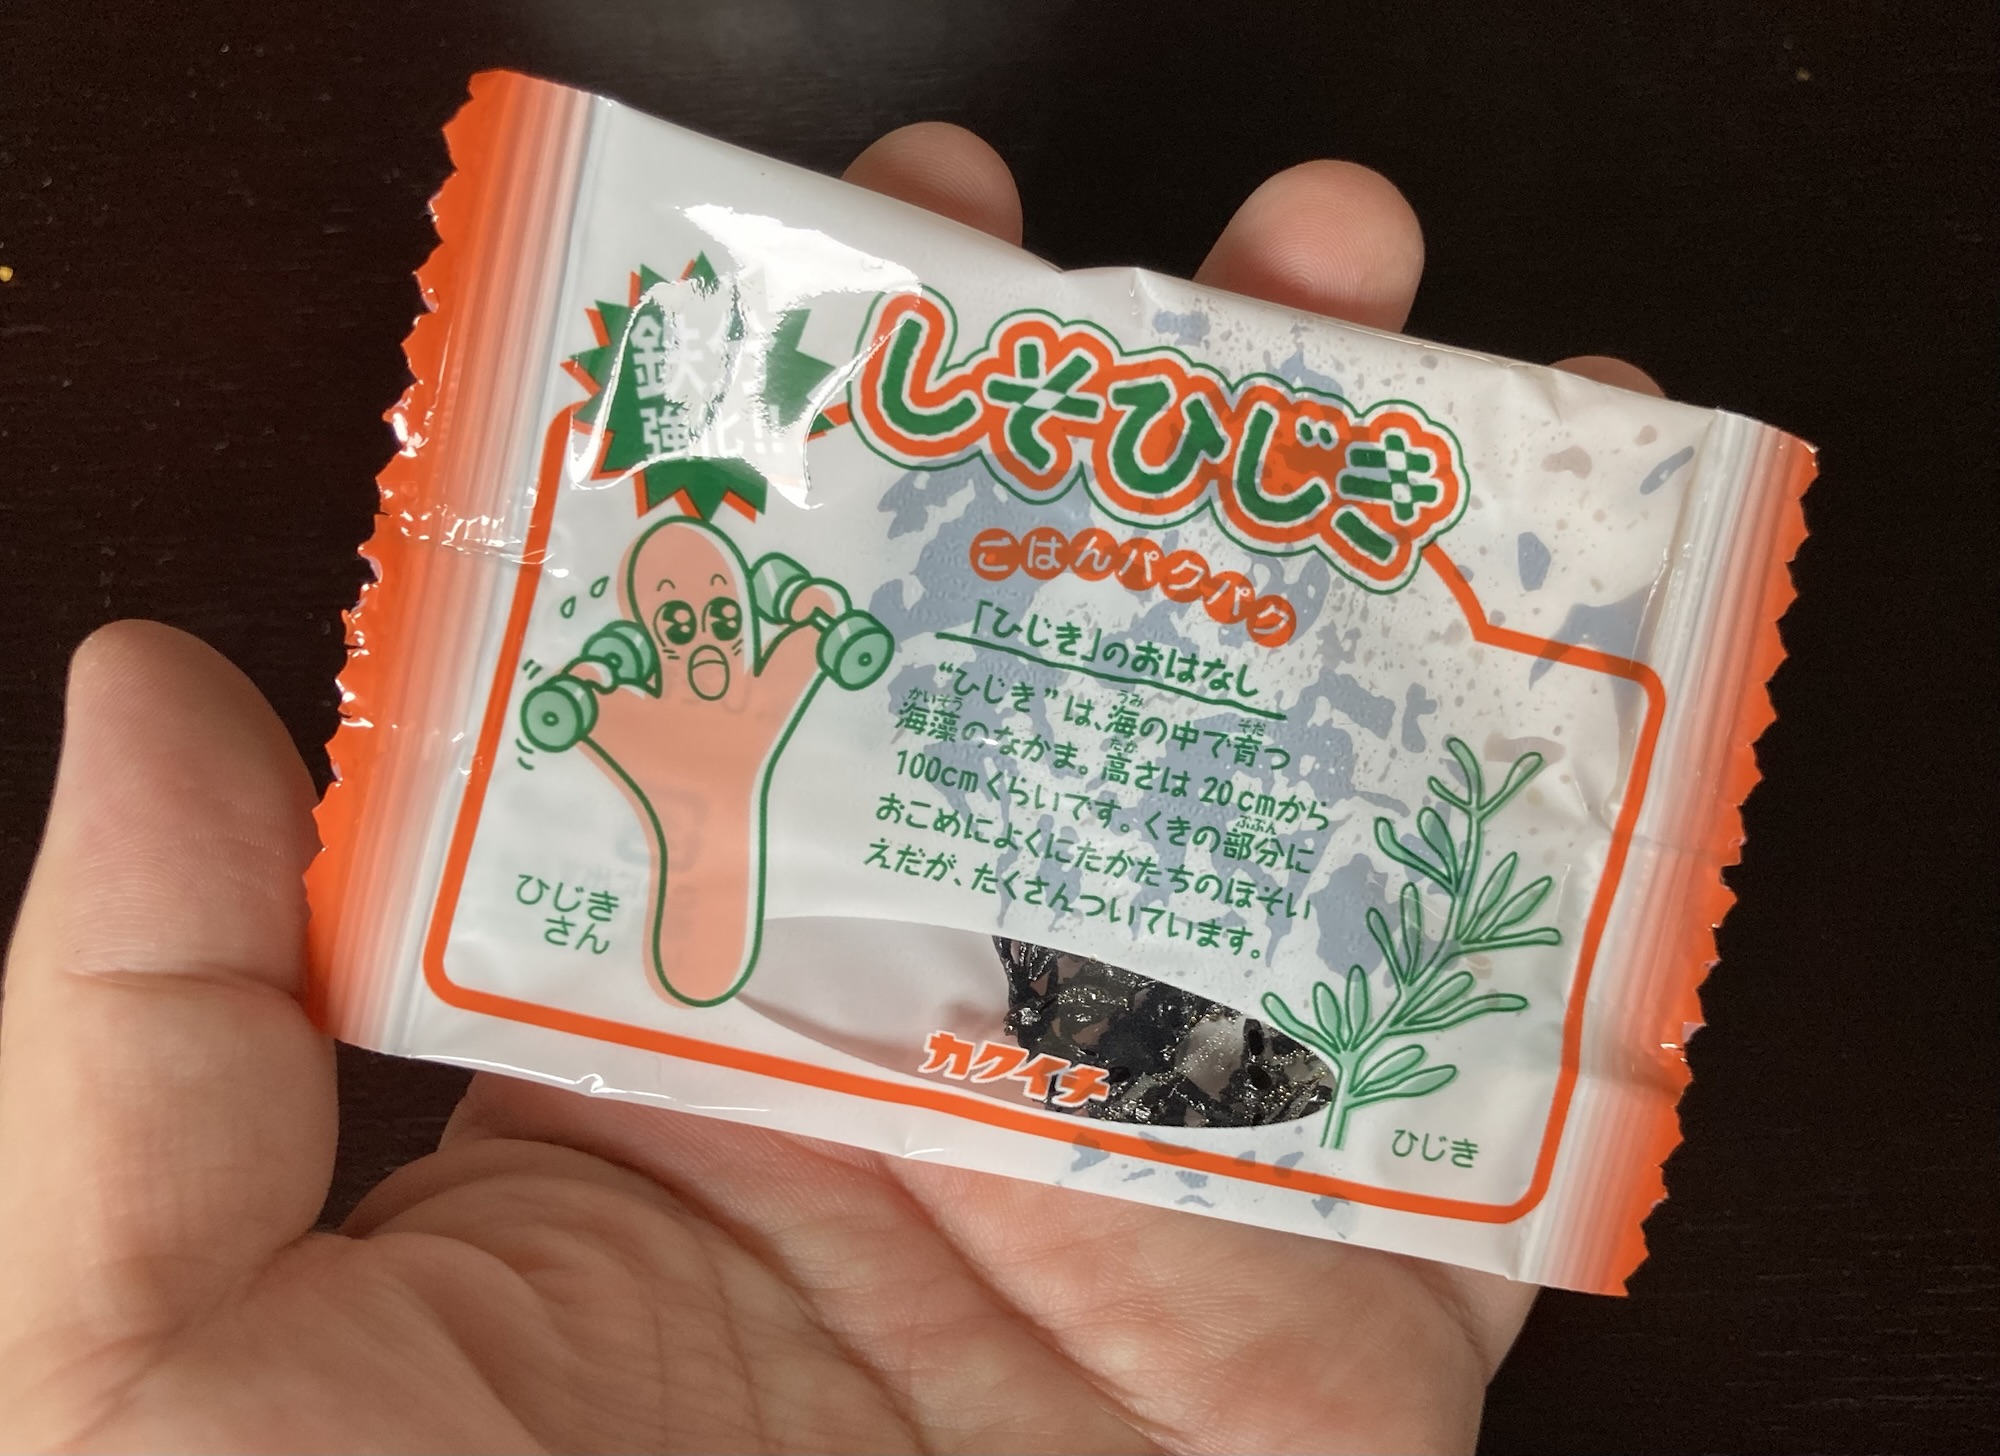 鉄分
強化!!
しそひじき
ごはんパクパク
「ひじき」のおはなし
“ひじき”は、海の中で育つ
海藻のなかま。高さは20cmから
100cmくらいです。くきの部分に
おこめによくにたかたちのほそい
えだが、たくさんついています。
ひじき
さん
カクイチ
ひじき